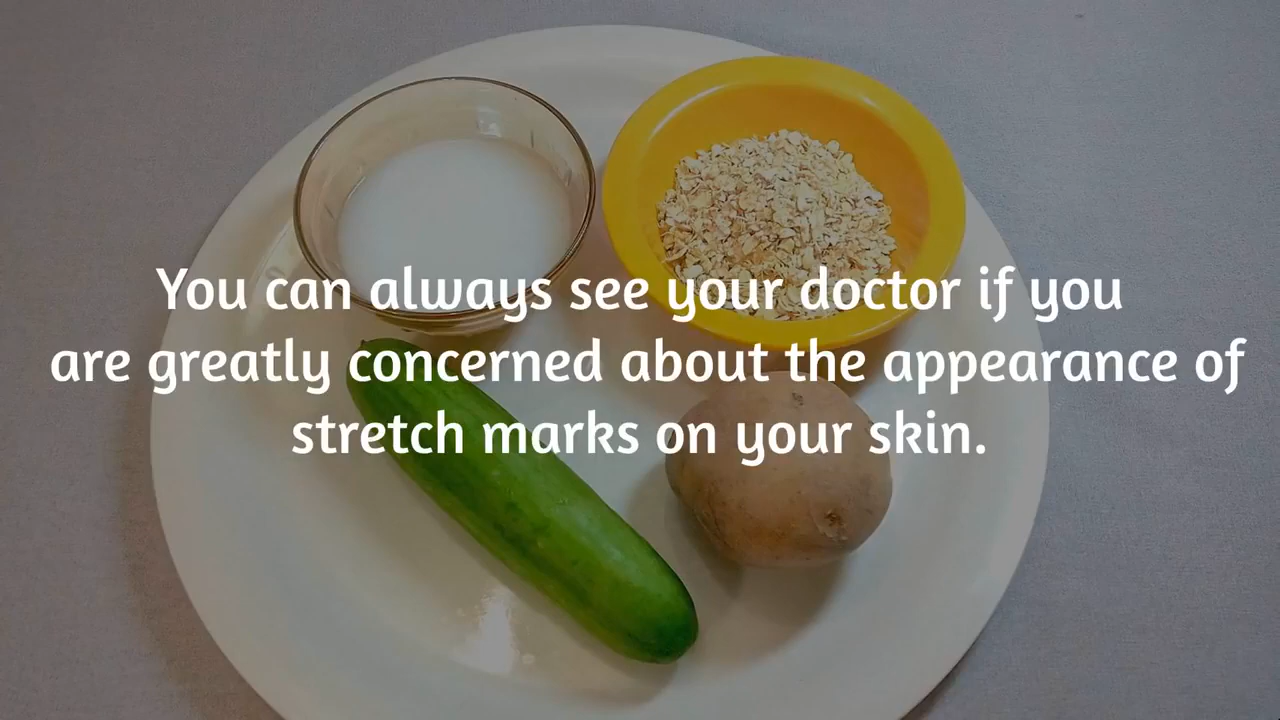 You can always see your doctor if you
are greatly concerned about the appearance of
stretch marks on your skin.